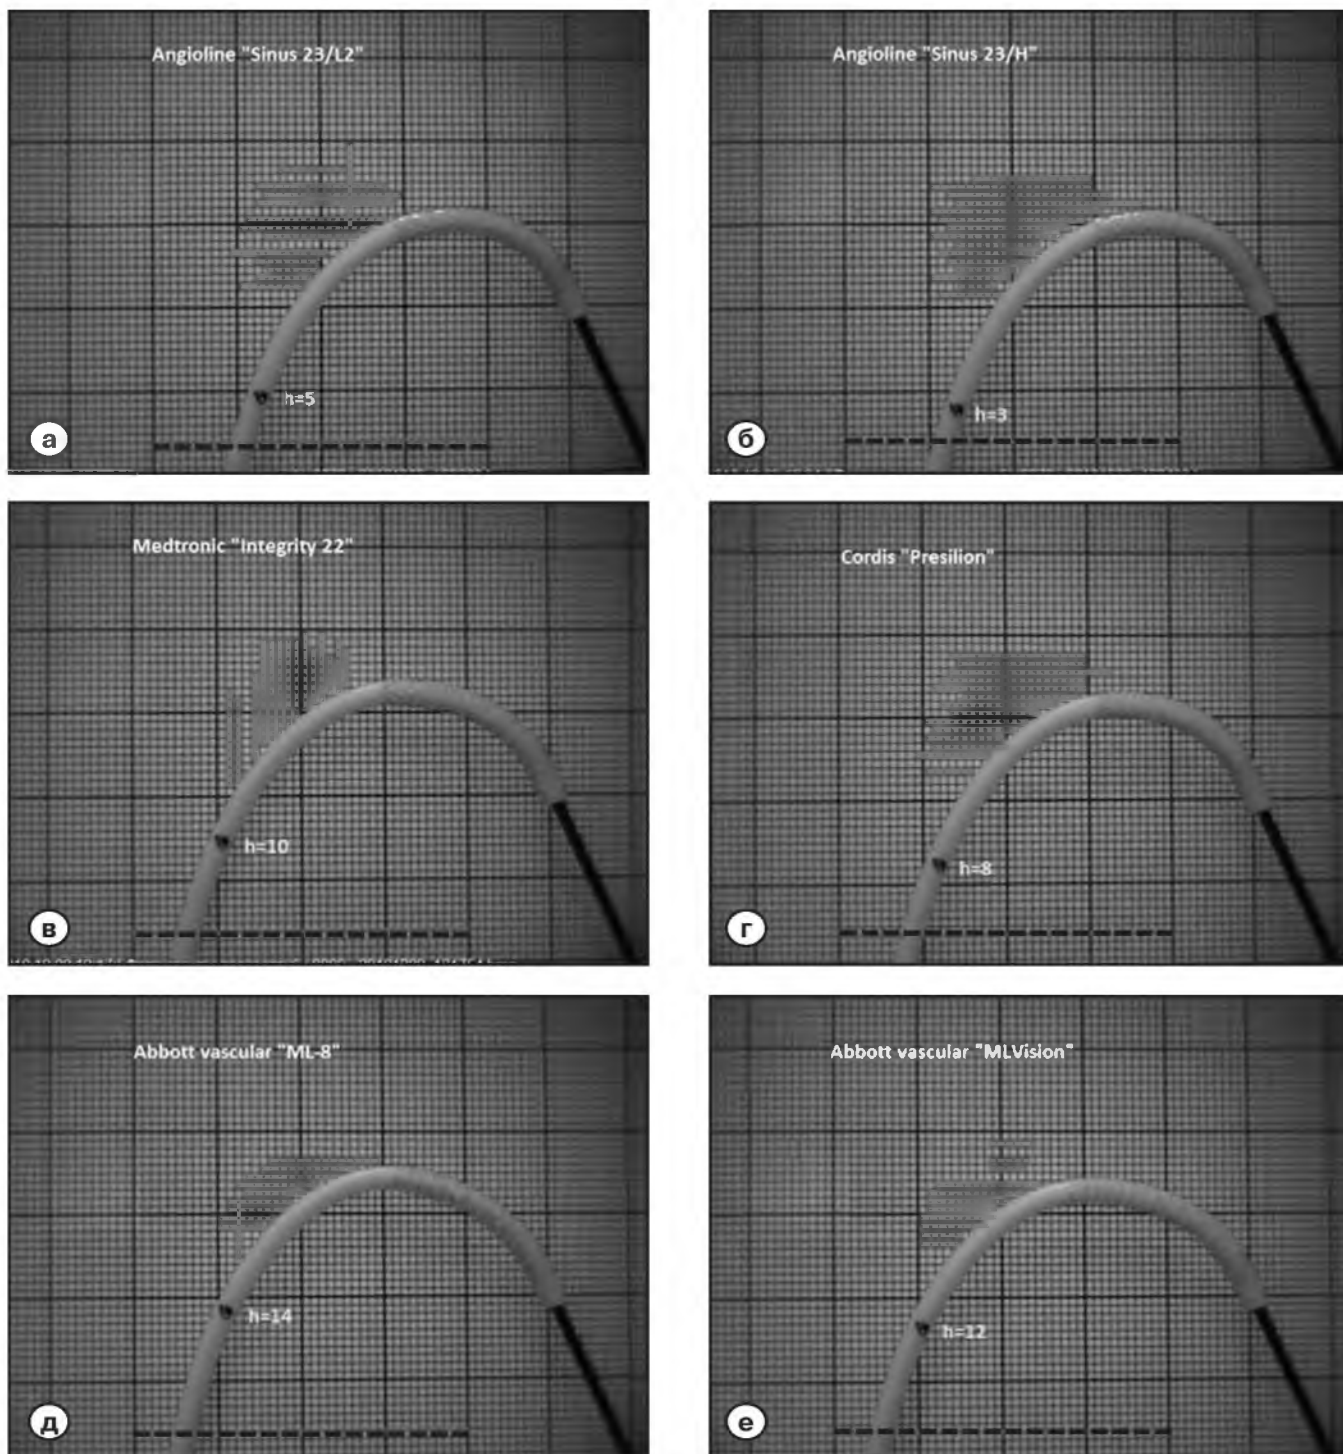 Angioline "Sinus 23/L2"
h=5
а
Angioline "Sinus 23/H"
h=3
б
Medtronic "Integrity 22"
h=10
в
Cordis "Presilion"
h=8
г
Abbott vascular "ML-8"
h=14
д
Abbott vascular "MLVision"
h=12
е